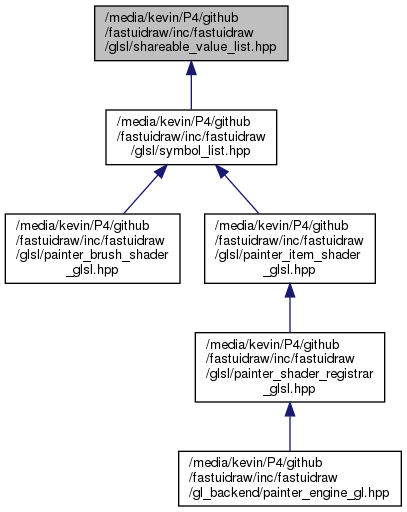 /media/kevin/P4/github
/fastuidraw/inc/fastuidraw
/glsl/shareable_value_list.hpp
/media/kevin/P4/github
/fastuidraw/inc/fastuidraw
/glsl/symbol_list.hpp
/media/kevin/P4/github
/fastuidraw/inc/fastuidraw
/glsl/painter_brush_shader
_glsl.hpp
/media/kevin/P4/github
/fastuidraw/inc/fastuidraw
/glsl/painter_item_shader
_glsl.hpp
/media/kevin/P4/github
/fastuidraw/inc/fastuidraw
/glsl/painter_shader_registrar
_glsl.hpp
/media/kevin/P4/github
/fastuidraw/inc/fastuidraw
/gl_backend/painter_engine_gl.hpp